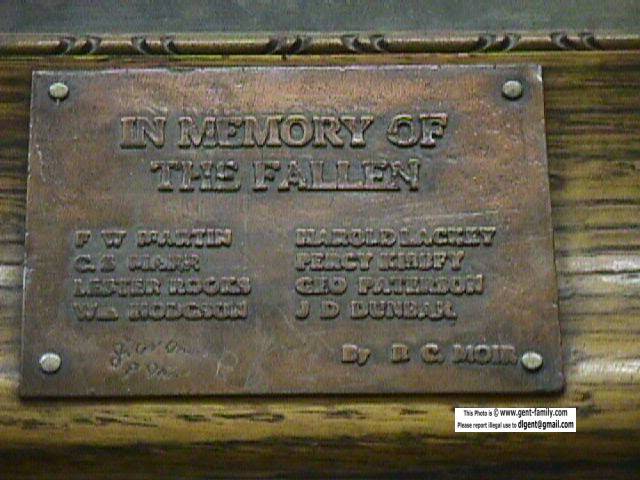 IN MEMORY OF
THE FALLEN
F W MARTIN
C S MARR
LESTER ROOKS
WM HODGSON
HAROLD LACKEY
PERCY KIRBY
GEO PATERSON
J D DUNBAR
By D C MOIR
This Photo is © www.gent-family.com
Please report illegal use to dlgent@gmail.com